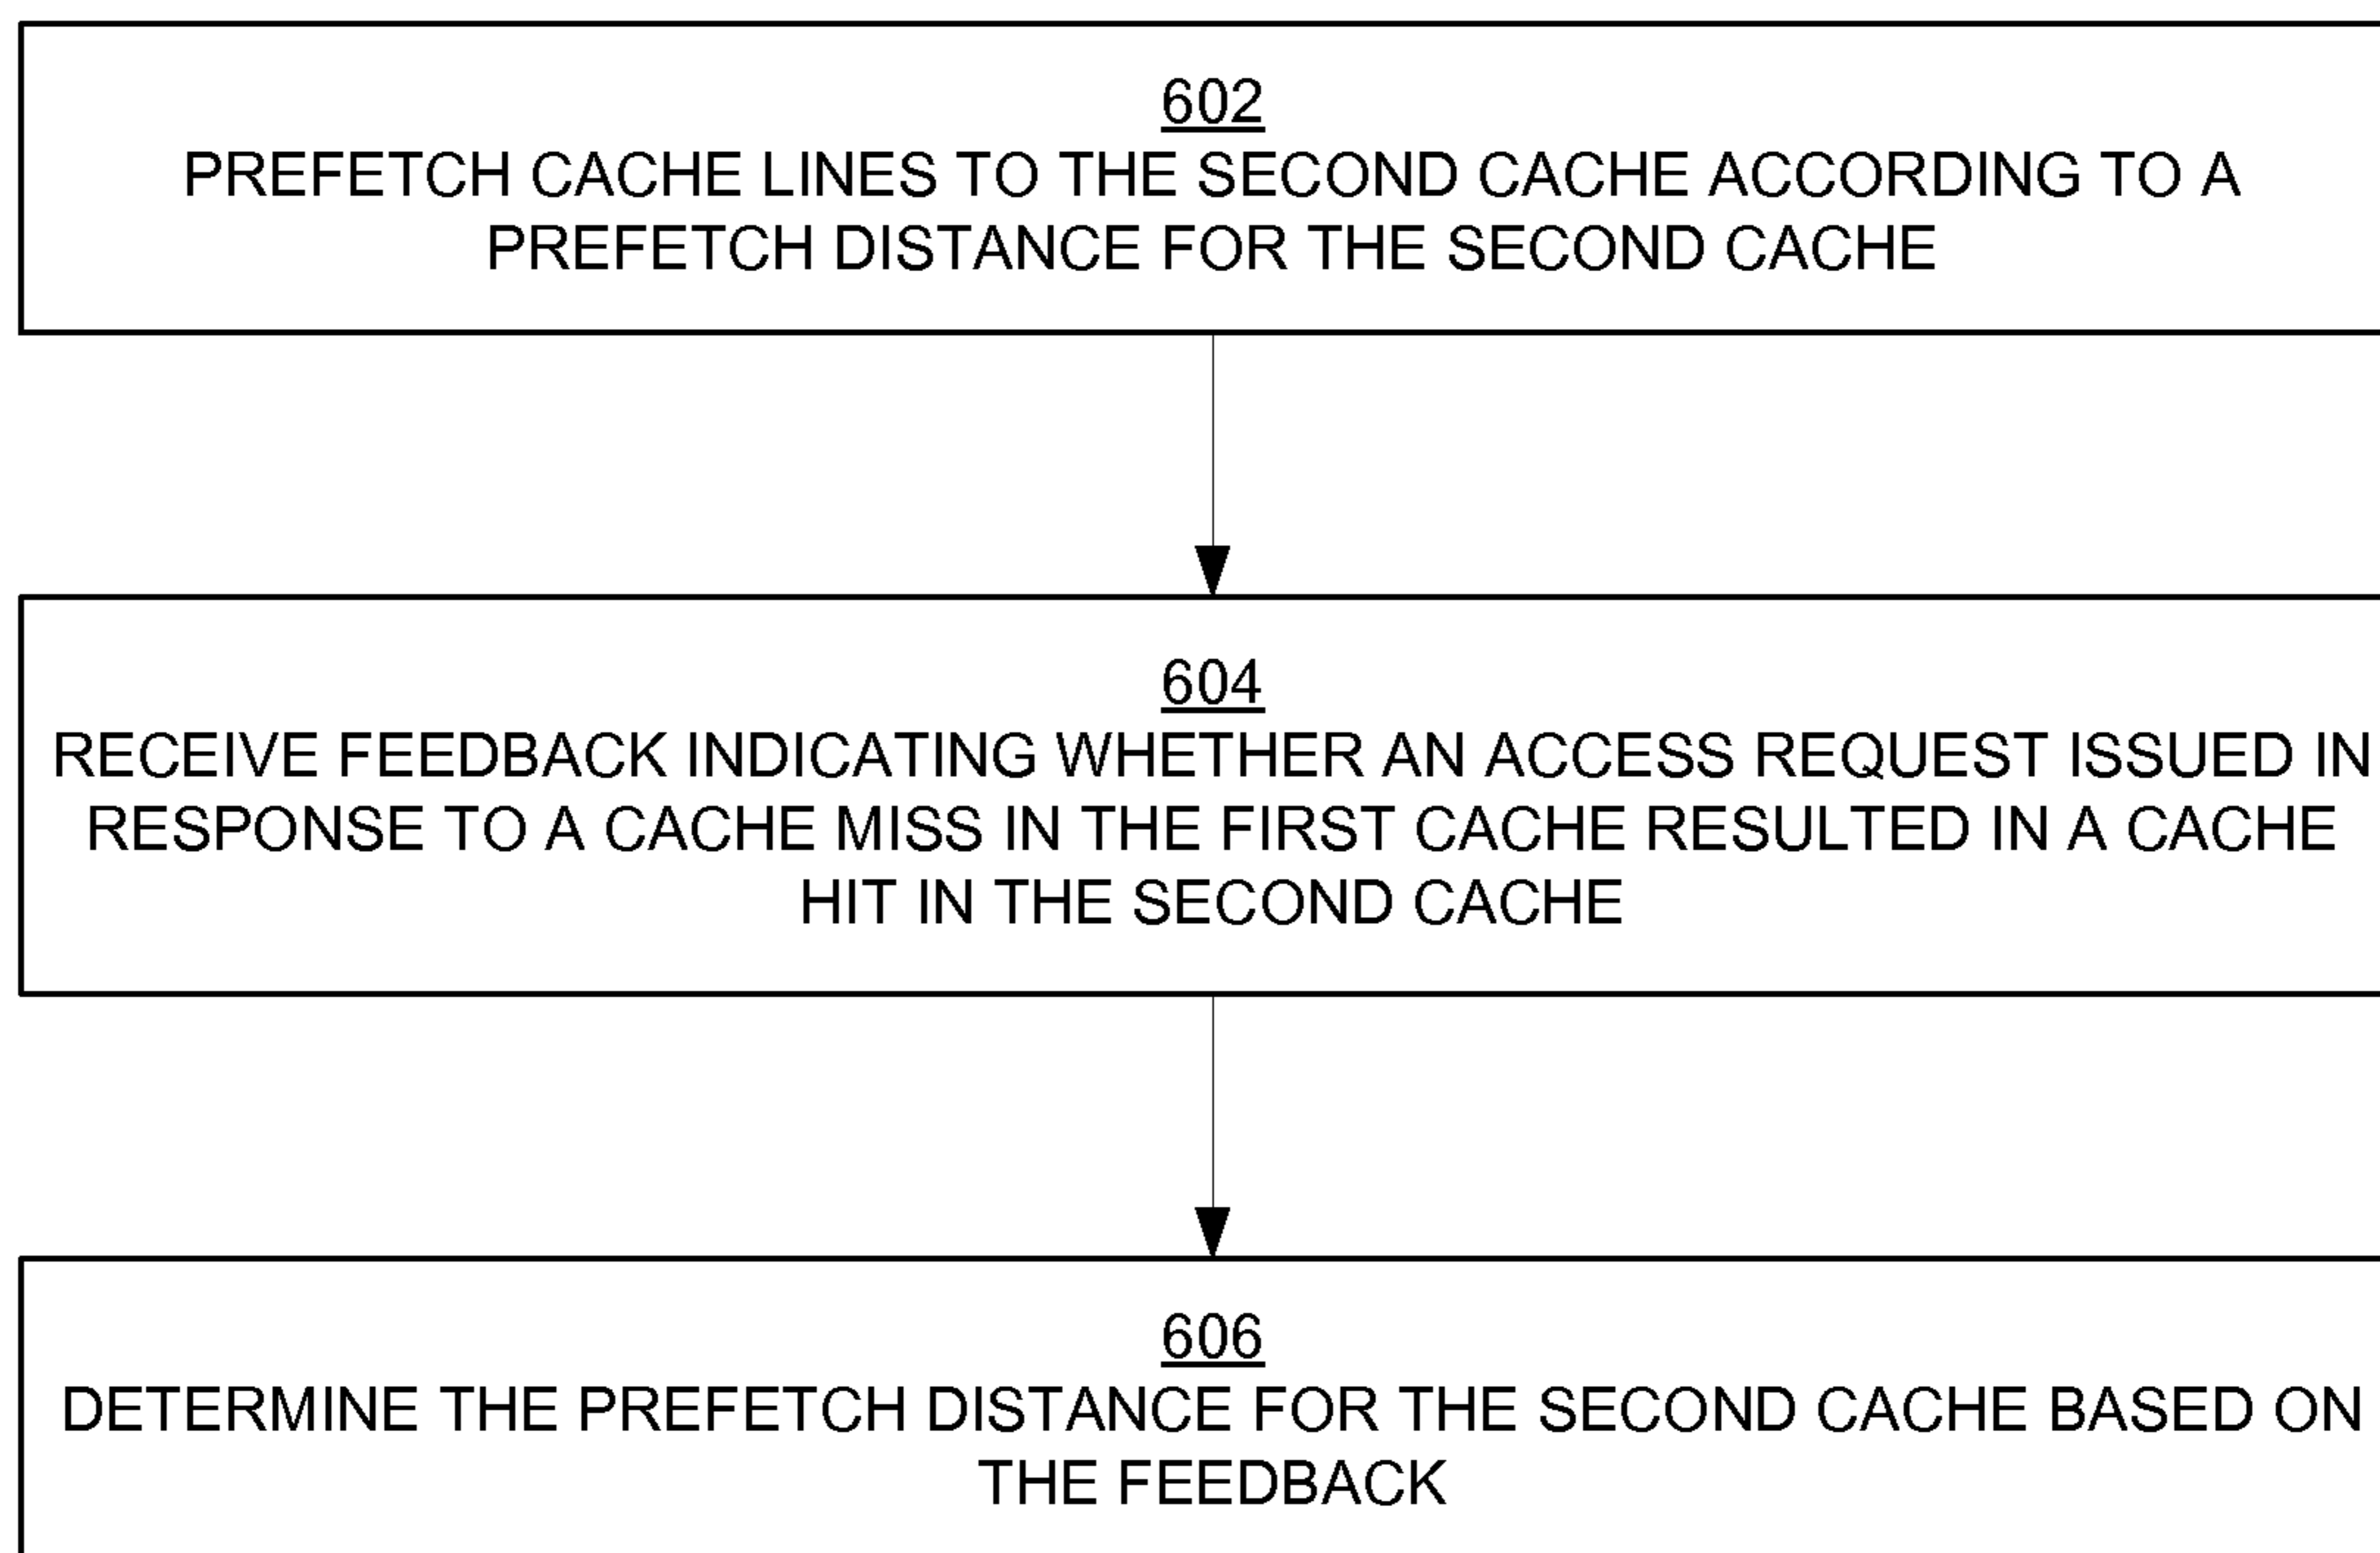 602
PREFETCH CACHE LINES TO THE SECOND CACHE ACCORDING TO A
PREFETCH DISTANCE FOR THE SECOND CACHE
604
RECEIVE FEEDBACK INDICATING WHETHER AN ACCESS REQUEST ISSUED IN
RESPONSE TO A CACHE MISS IN THE FIRST CACHE RESULTED IN A CACHE
HIT IN THE SECOND CACHE
606
DETERMINE THE PREFETCH DISTANCE FOR THE SECOND CACHE BASED ON
THE FEEDBACK